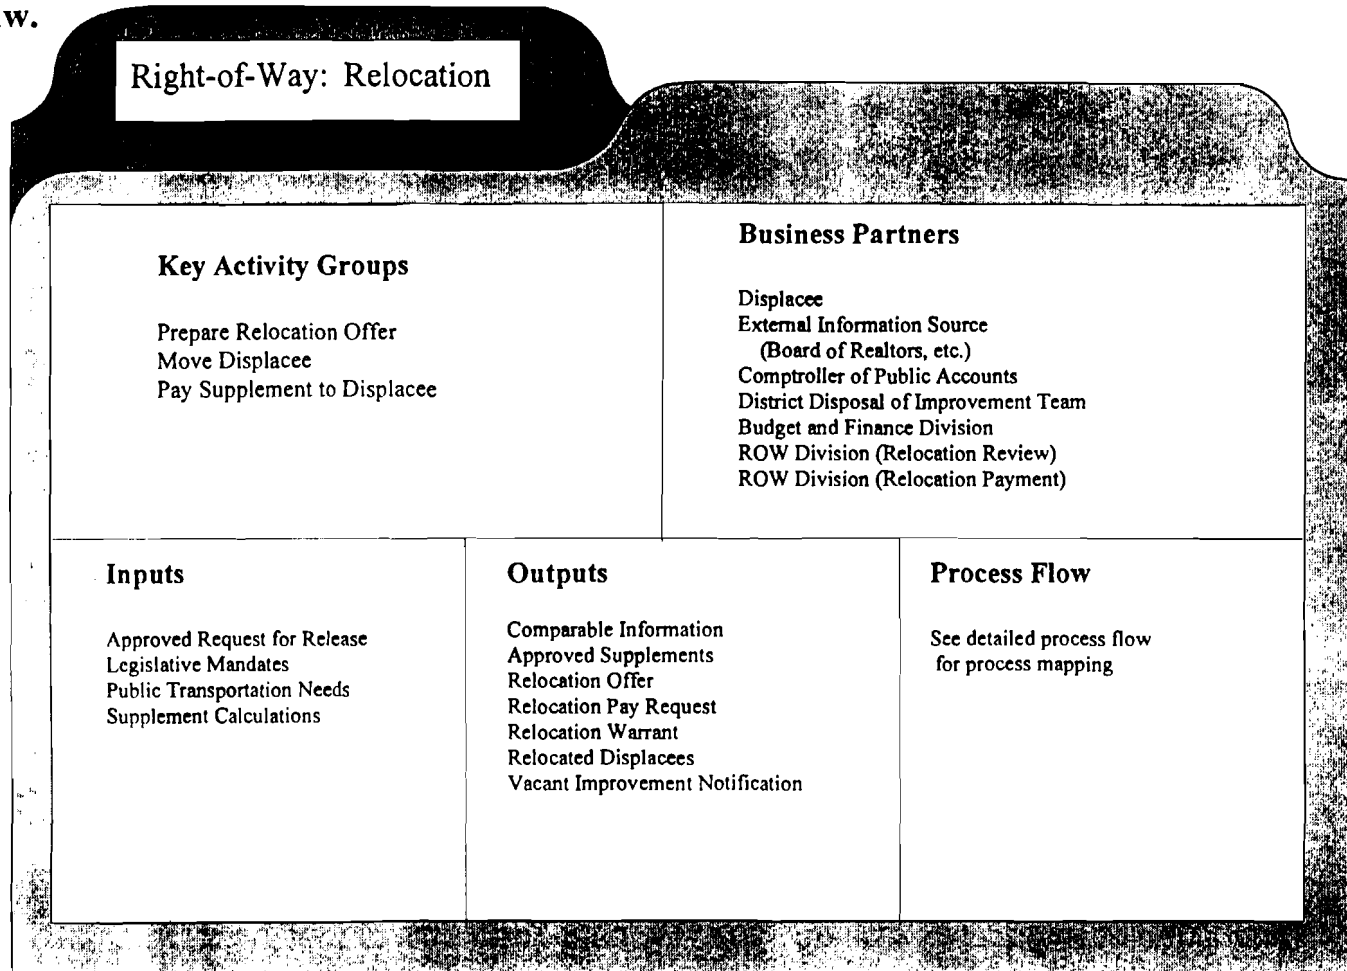 w.
Right-of-Way: Relocation
Key Activity Groups
Prepare Relocation Offer
Move Displacee
Pay Supplement to Displacee
Business Partners
Displacee
External Information Source
(Board of Realtors, etc.)
Comptroller of Public Accounts
District Disposal of Improvement Team
Budget and Finance Division
ROW Division (Relocation Review)
ROW Division (Relocation Payment)
Inputs
Approved Request for Release
Legislative Mandates
Public Transportation Needs
Supplement Calculations
Outputs
Comparable Information
Approved Supplements
Relocation Offer
Relocation Pay Request
Relocation Warrant
Relocated Displacees
Vacant Improvement Notification
Process Flow
See detailed process flow
for process mapping